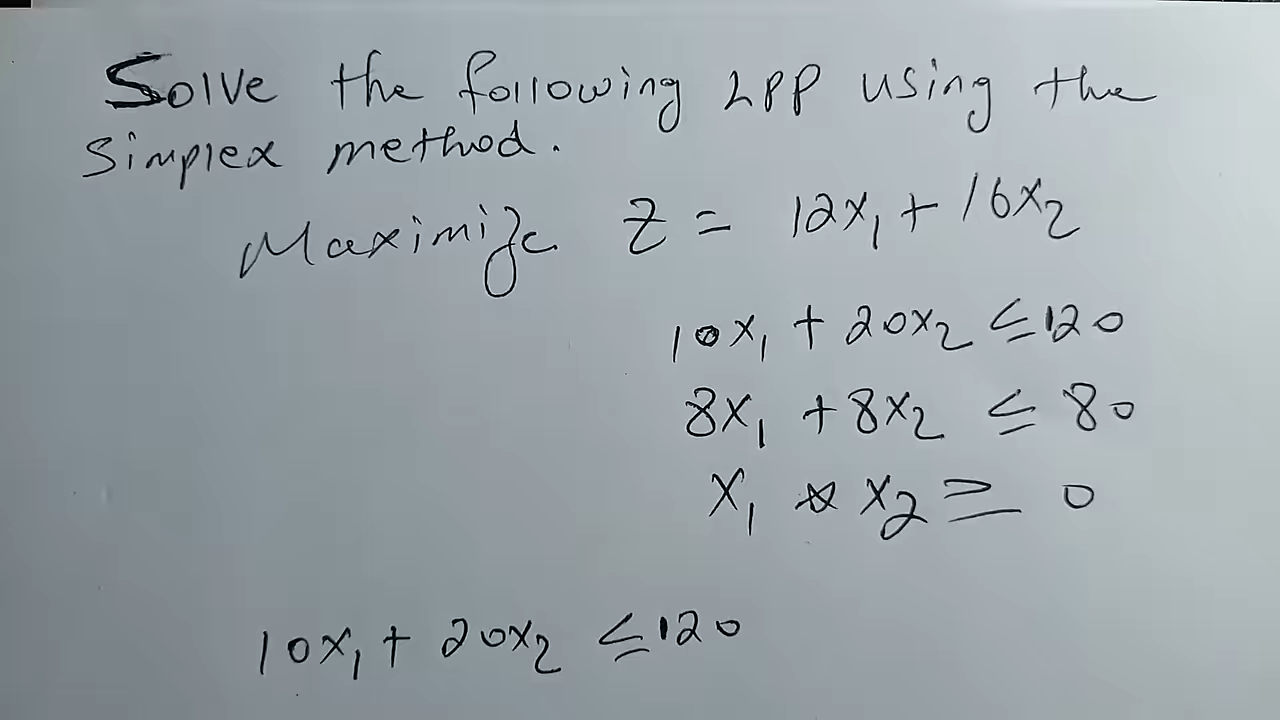 Solve the following LPP using the
simplex method.
Maximize Z = 12x₁ + 16x₂
10x₁ + 20x₂ ≤ 120
8x₁ + 8x₂ ≤ 80
x₁ & x₂ ≥ 0
10x₁ + 20x₂ ≤ 120